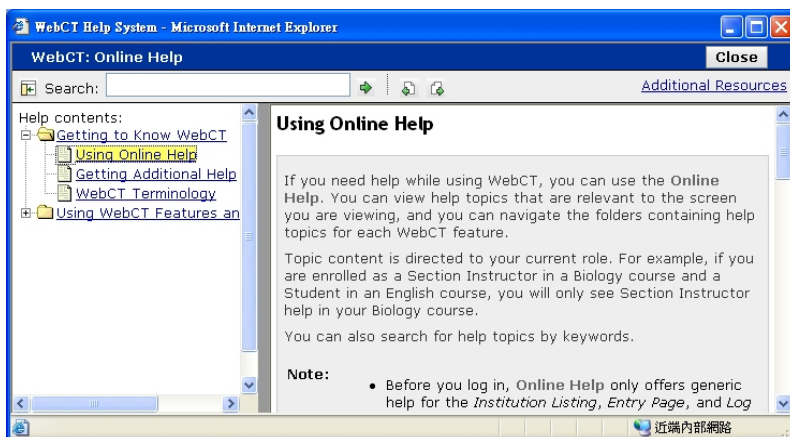 WebCT Help System - Microsoft Internet Explorer
WebCT: Online Help
Close
Search:
Additional Resources
Help contents:
Getting to Know WebCT
Using Online Help
Getting Additional Help
WebCT Terminology
Using WebCT Features an
Using Online Help
If you need help while using WebCT, you can use the Online
Help. You can view help topics that are relevant to the screen
you are viewing, and you can navigate the folders containing help
topics for each WebCT feature.
Topic content is directed to your current role. For example, if you
are enrolled as a Section Instructor in a Biology course and a
Student in an English course, you will only see Section Instructor
help in your Biology course.
You can also search for help topics by keywords.
Note:
• Before you log in, Online Help only offers generic
help for the Institution Listing, Entry Page, and Log
近端內部網路